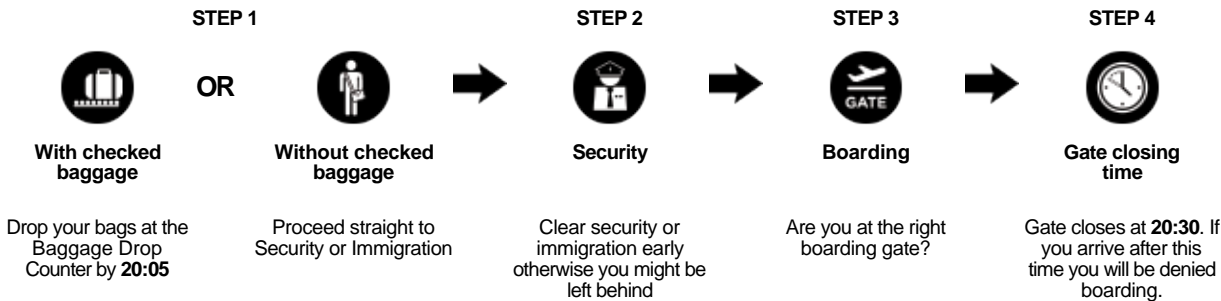 STEP 1
With checked
baggage
Drop your bags at the
Baggage Drop
Counter by 20:05
OR
Without checked
baggage
Proceed straight to
Security or Immigration
STEP 2
Security
Clear security or
immigration early
otherwise you might be
left behind
STEP 3
GATE
Boarding
Are you at the right
boarding gate?
STEP 4
Gate closing
time
Gate closes at 20:30. If
you arrive after this
time you will be denied
boarding.